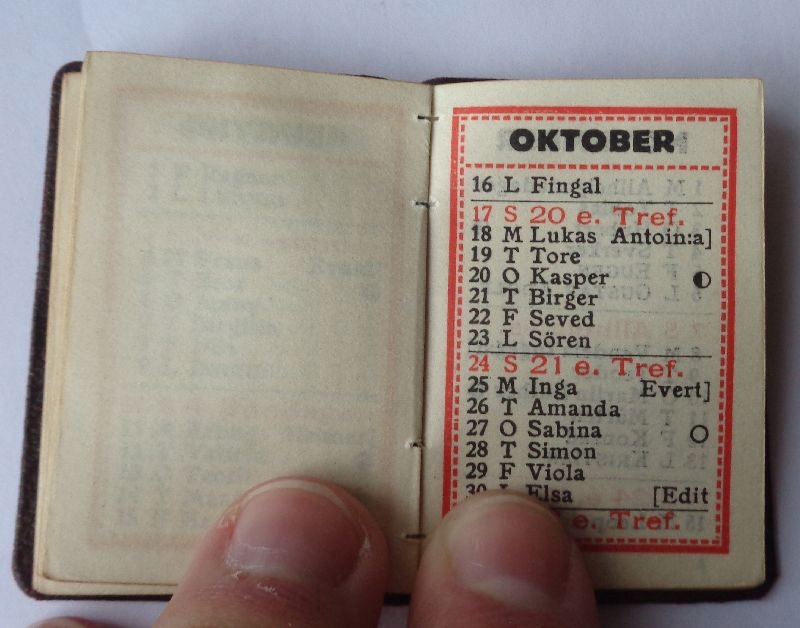 OKTOBER
16 L Fingal
17 S 20 e. Tref.
18 M Lukas Antoin:a]
19 T Tore
20 O Kasper
21 T Birger
22 F Seved
23 L Sören
24 S 21 e. Tref.
25 M Inga Evert]
26 T Amanda
27 O Sabina
28 T Simon
29 F Viola
30 L Elsa [Edit
e. Tref.